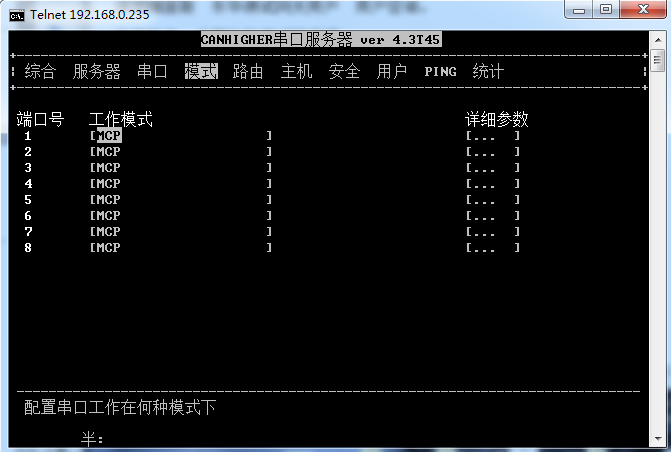 Telnet 192.168.0.235
CANHIGHER串口服务器 ver 4.3T45
综合 服务器 串口 模式 路由 主机 安全 用户 PING 统计
端口号 工作模式 详细参数
1 [MCP ] [... ]
2 [MCP ] [... ]
3 [MCP ] [... ]
4 [MCP ] [... ]
5 [MCP ] [... ]
6 [MCP ] [... ]
7 [MCP ] [... ]
8 [MCP ] [... ]
配置串口工作在何种模式下
半: